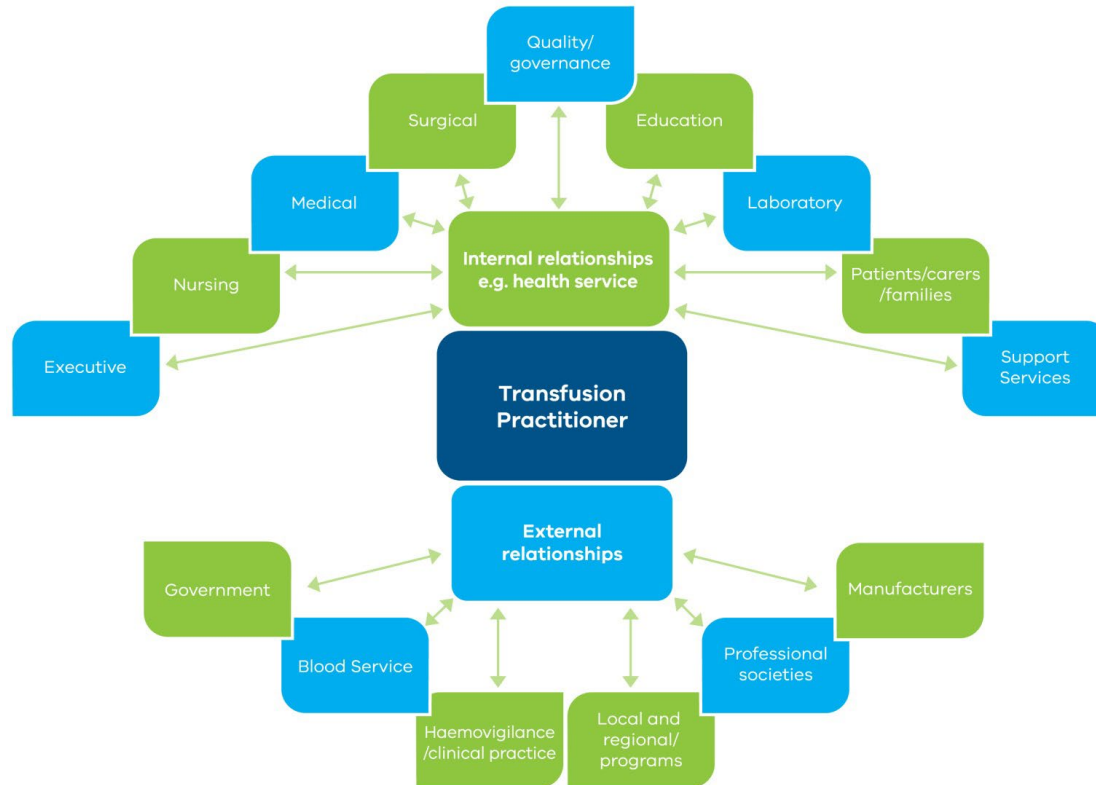 Quality/
governance
Surgical
Education
Medical
Laboratory
Internal relationships
e.g. health service
Nursing
Patients/carers
/families
Executive
Support
Services
Transfusion
Practitioner
External
relationships
Government
Manufacturers
Blood Service
Professional
societies
Haemovigilance
/clinical practice
Local and
regional/
programs